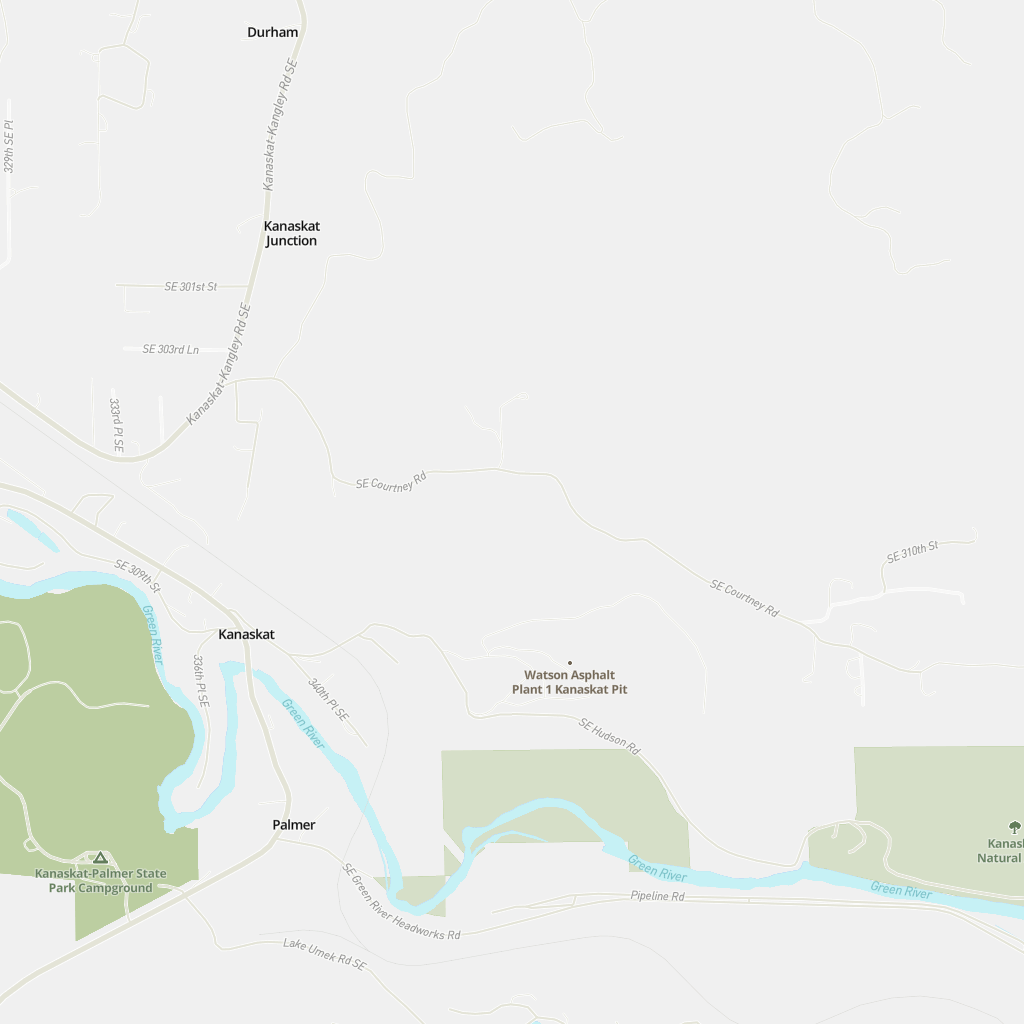 Durham
Kanaskat-Kangley Rd SE
329th SE Pl
Kanaskat
Junction
SE 301st St
Kanaskat-Kangley Rd SE
SE 303rd Ln
333rd Pl SE
SE Courtney Rd
SE 310th St
SE 309th St
SE Courtney Rd
Green River
Kanaskat
336th Pl SE
Watson Asphalt
Plant 1 Kanaskat Pit
340th Pl SE
Green River
SE Hudson Rd
Palmer
Kanaskat-Palmer State
Park Campground
Natural
Green River
Green River
SE Green River Headworks Rd
Pipeline Rd
Lake Umek Rd SE